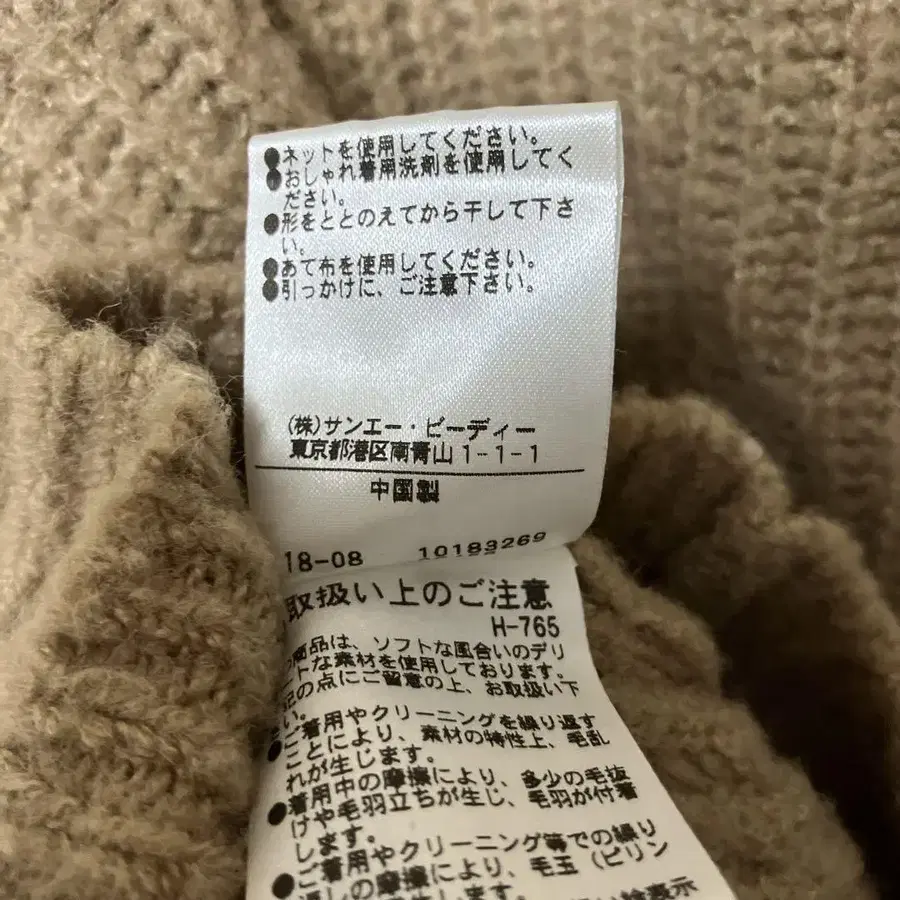 ●ネットを使用してください。
●おしゃれ着用洗剤を使用してく
ださい。
●形をととのえてから干して下さ
い。
●あて布を使用してください。
●引っかけに、ご注意下さい。
(株)サンエー・ビーディー
東京都港区南青山1-1-1
中国製
18-08 10183269
取扱い上のご注意
H-765
商品は、ソフトな風合いのデリ
トな素材を使用しております。
記の点にご留意の上、お取扱い下
さい。
●ご着用やクリーニングを繰り返す
ことにより、素材の特性上、毛乱
れが生じます。
●着用中の摩擦により、多少の毛抜
けや毛羽立ちが生じ、毛羽が付着
します。
●ご着用やクリーニング等での繰り
返しの摩擦により、毛玉(ピリン
生じます。